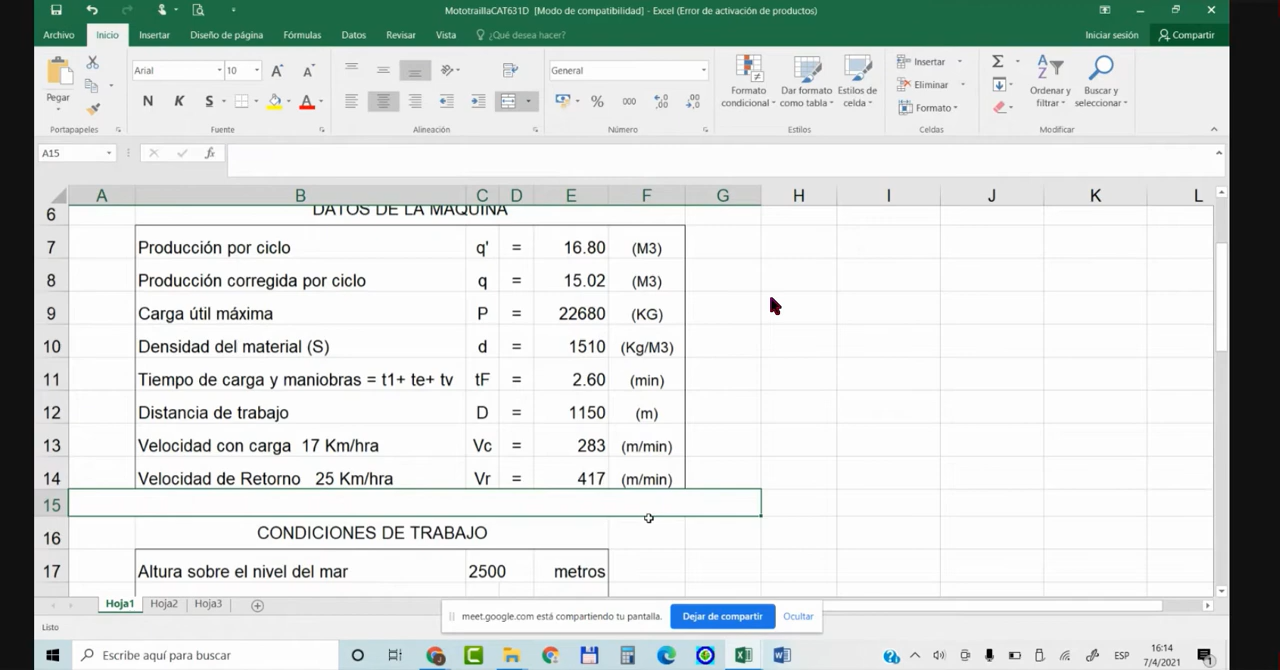 MototraillaCAT631D [Modo de compatibilidad] - Excel (Error de activación de productos)
Archivo Inicio Insertar Diseño de página Fórmulas Datos Revisar Vista ¿Qué desea hacer? Iniciar sesión Compartir
Pegar Arial 10 General Formato condicional Dar formato como tabla Estilos de celda Insertar Eliminar Formato Ordenar y filtrar Buscar y seleccionar
N K S % 000
Portapapeles Fuente Alineación Número Estilos Celdas Modificar
A15 fx
A B C D E F G H I J K L
6 DATOS DE LA MAQUINA
7 Producción por ciclo q' = 16.80 (M3)
8 Producción corregida por ciclo q = 15.02 (M3)
9 Carga útil máxima P = 22680 (KG)
10 Densidad del material (S) d = 1510 (Kg/M3)
11 Tiempo de carga y maniobras = t1+ te+ tv tF = 2.60 (min)
12 Distancia de trabajo D = 1150 (m)
13 Velocidad con carga 17 Km/hra Vc = 283 (m/min)
14 Velocidad de Retorno 25 Km/hra Vr = 417 (m/min)
15
16 CONDICIONES DE TRABAJO
17 Altura sobre el nivel del mar 2500 metros
Hoja1 Hoja2 Hoja3
meet.google.com está compartiendo tu pantalla. Dejar de compartir Ocultar
Listo
Escribe aquí para buscar ESP 16:14
7/4/2021